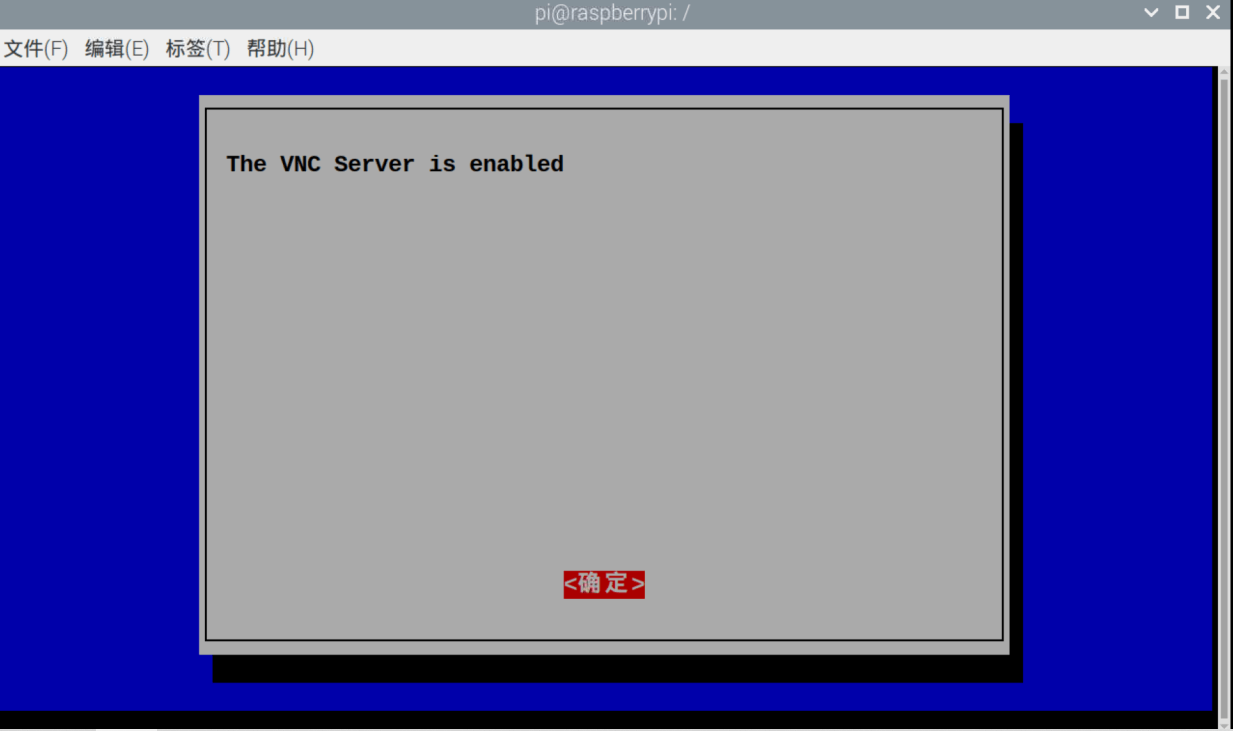 pi@raspberrypi: /
文件(F) 编辑(E) 标签(T) 帮助(H)
The VNC Server is enabled
<确定>